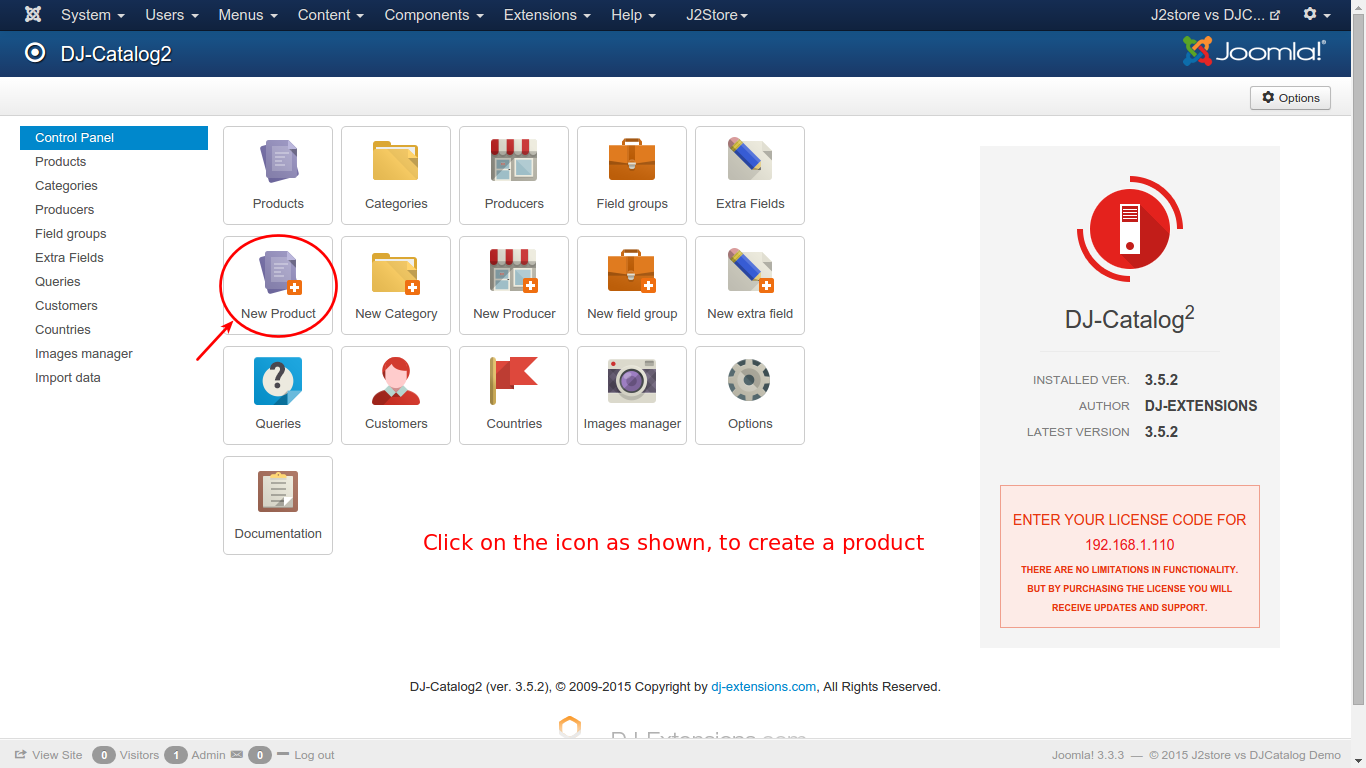 System Users Menus Content Components Extensions Help J2Store J2store vs DJC...
DJ-Catalog2 Joomla!®
Options
Control Panel
Products
Categories
Producers
Field groups
Extra Fields
Queries
Customers
Countries
Images manager
Import data
Products Categories Producers Field groups Extra Fields
New Product New Category New Producer New field group New extra field
Queries Customers Countries Images manager Options
Documentation
Click on the icon as shown, to create a product
DJ-Catalog2
INSTALLED VER. 3.5.2
AUTHOR DJ-EXTENSIONS
LATEST VERSION 3.5.2
ENTER YOUR LICENSE CODE FOR
192.168.1.110
THERE ARE NO LIMITATIONS IN FUNCTIONALITY.
BUT BY PURCHASING THE LICENSE YOU WILL
RECEIVE UPDATES AND SUPPORT.
DJ-Catalog2 (ver. 3.5.2), © 2009-2015 Copyright by dj-extensions.com, All Rights Reserved.
DJ-Extensions.com
View Site 0 Visitors 1 Admin 0 Log out Joomla! 3.3.3 — © 2015 J2store vs DJCatalog Demo